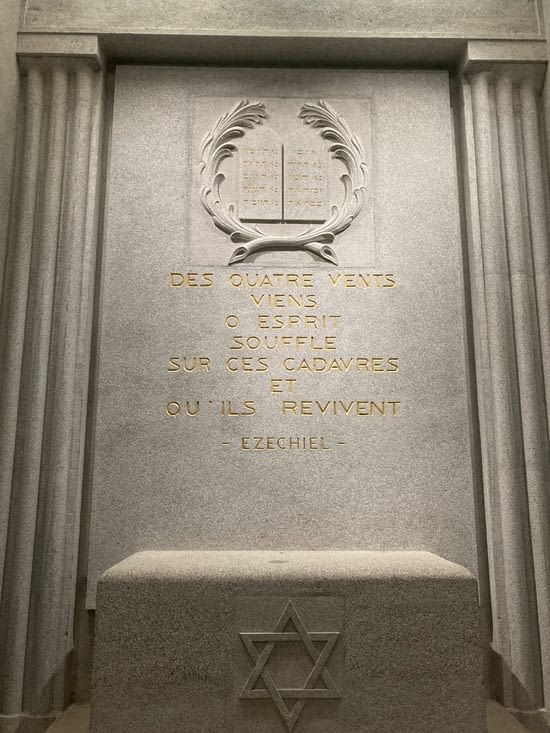 DES QUATRE VENTS
VIENS
O ESPRIT
SOUFFLE
SUR CES CADAVRES
ET
QU'ILS REVIVENT
- EZECHIEL -